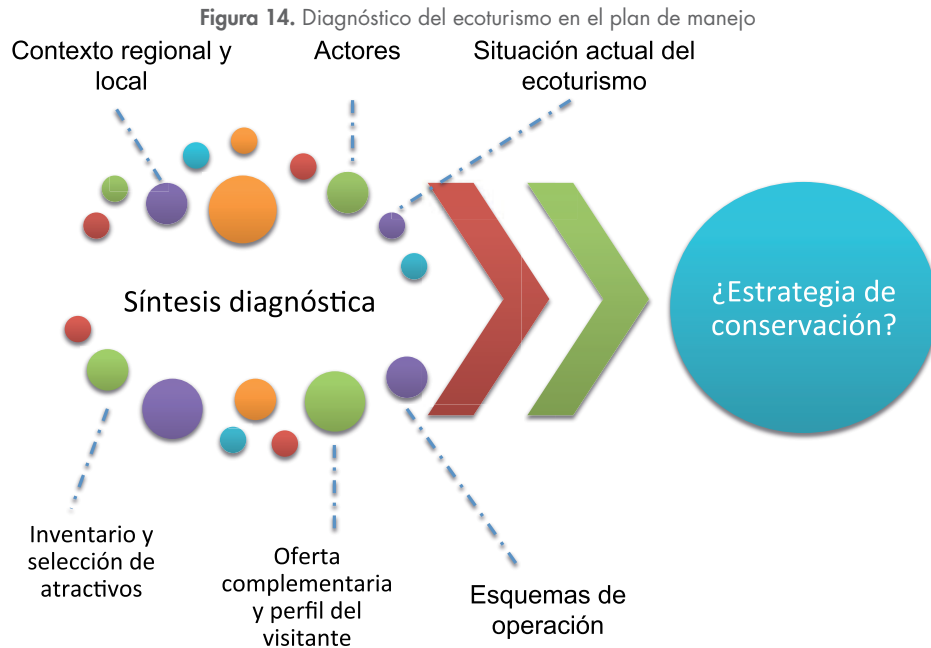 Figura 14. Diagnóstico del ecoturismo en el plan de manejo
Contexto regional y
local
Actores
Situación actual del
ecoturismo
Síntesis diagnóstica
¿Estrategia de
conservación?
Inventario y
selección de
atractivos
Oferta
complementaria
y perfil del
visitante
Esquemas de
operación